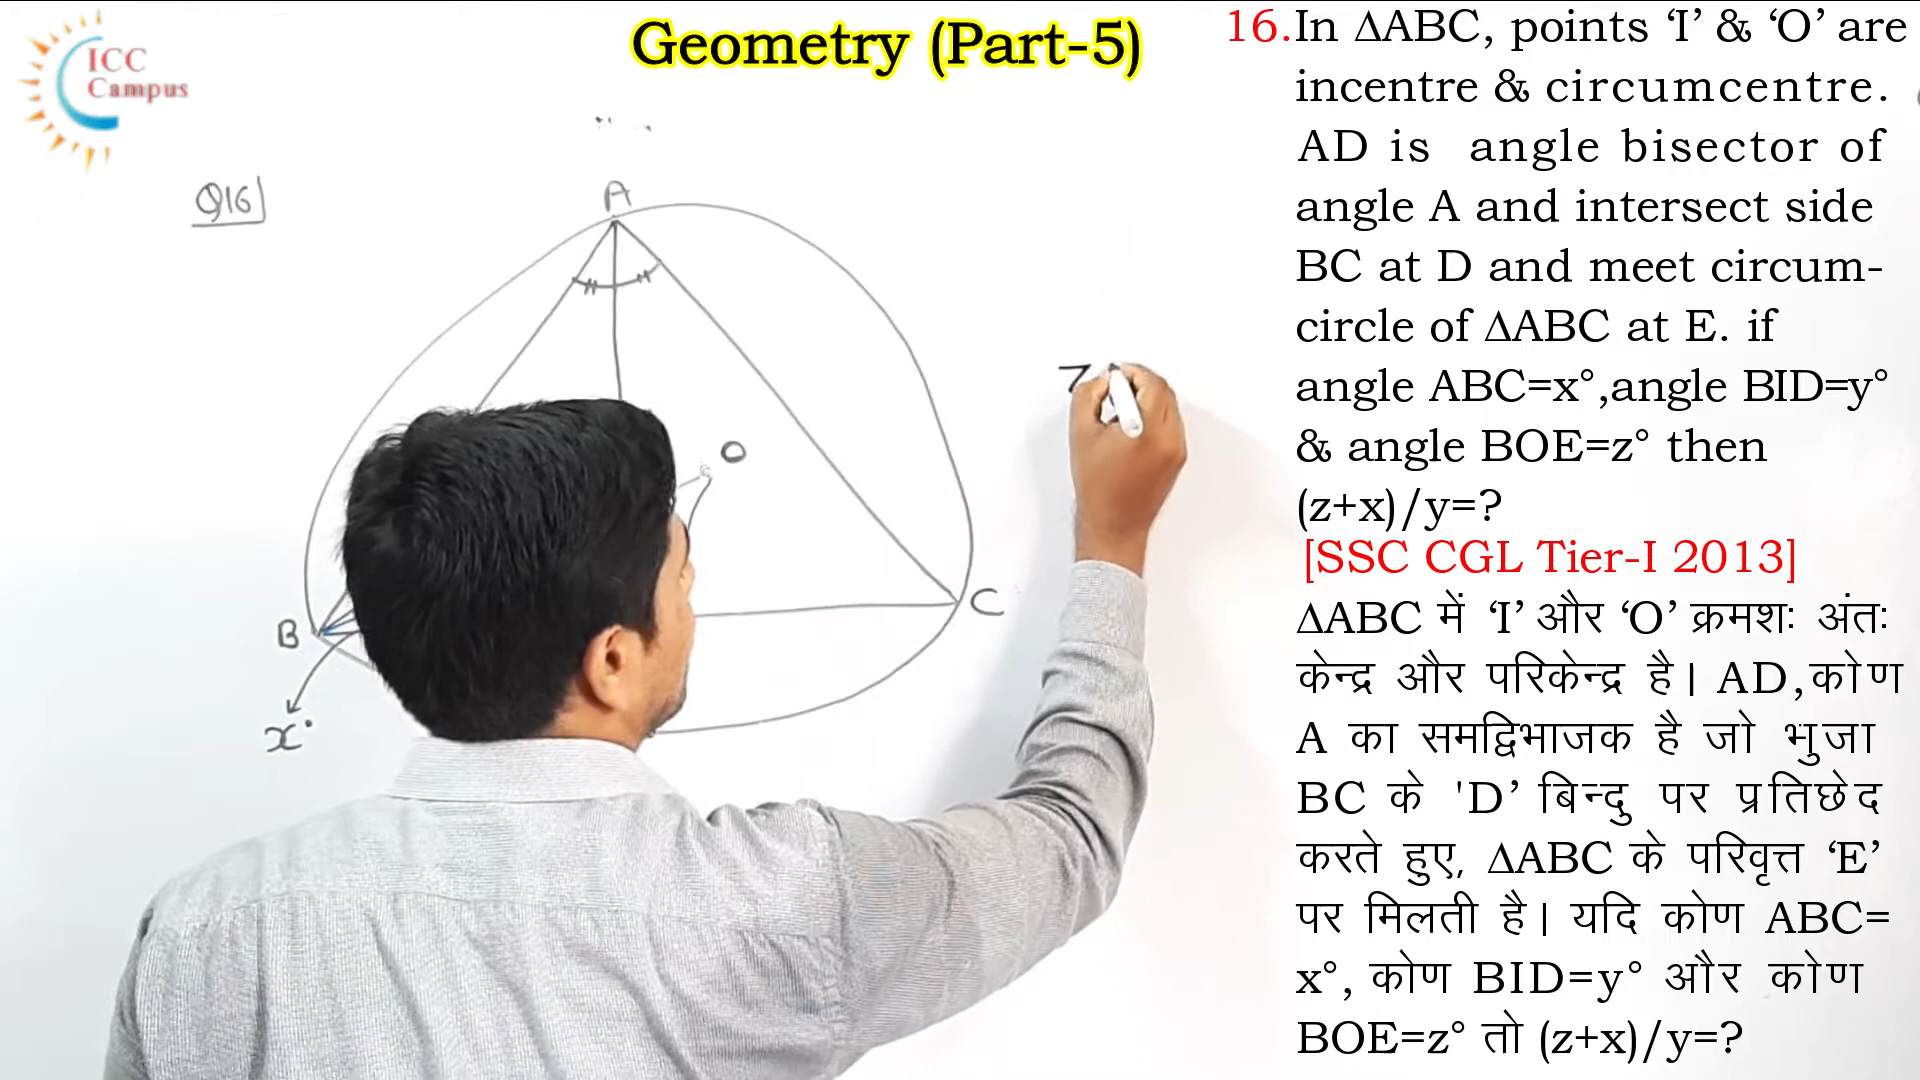 ICC
Campus
Geometry (Part-5)
Q16
A
O
B
C
x°
16.In ΔABC, points ‘I’ & ‘O’ are
incentre & circumcentre.
AD is angle bisector of
angle A and intersect side
BC at D and meet circum-
circle of ΔABC at E. if
angle ABC=x°,angle BID=y°
& angle BOE=z° then
(z+x)/y=?
[SSC CGL Tier-I 2013]
ΔABC में ‘I’ और ‘O’ क्रमशः अंतः
केन्द्र और परिकेन्द्र है। AD,कोण
A का समद्विभाजक है जो भुजा
BC के 'D’ बिन्दु पर प्रतिछेद
करते हुए, ΔABC के परिवृत्त ‘E’
पर मिलती है। यदि कोण ABC=
x°, कोण BID=y° और कोण
BOE=z° तो (z+x)/y=?